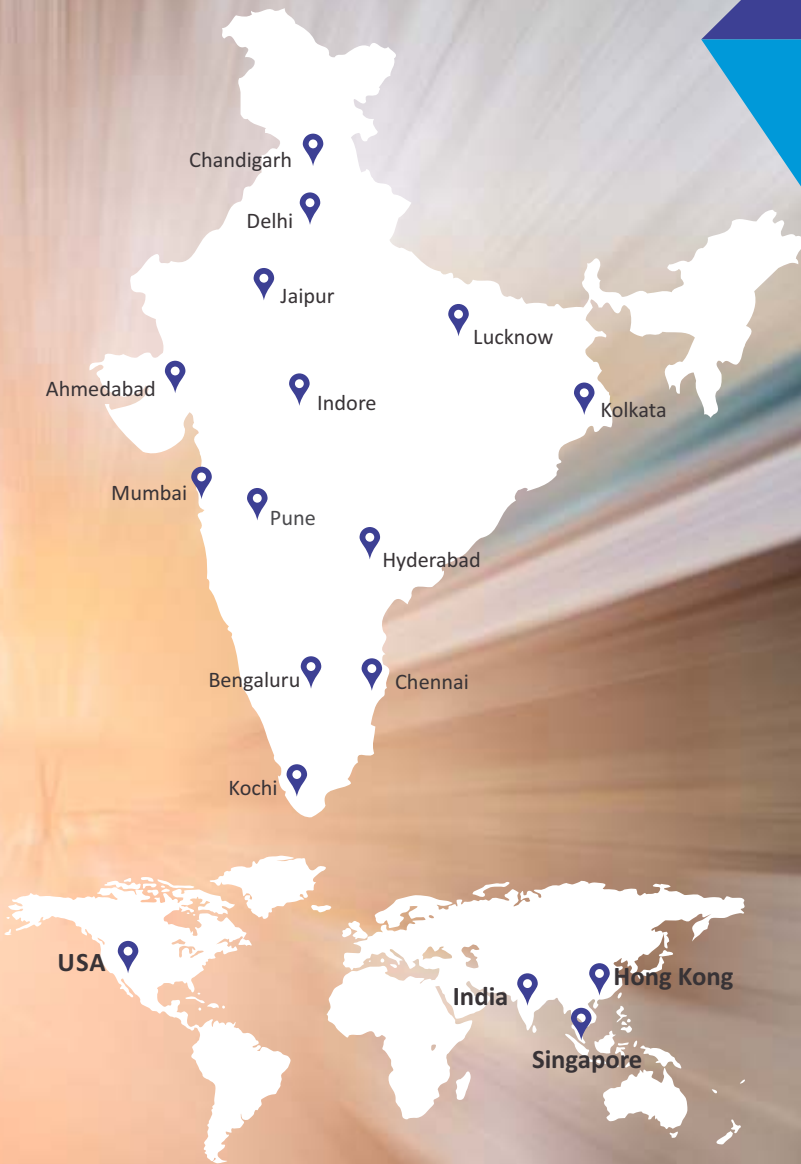 Chandigarh
Delhi
Jaipur
Lucknow
Ahmedabad
Indore
Kolkata
Mumbai
Pune
Hyderabad
Bengaluru
Chennai
Kochi
USA
Hong Kong
India
Singapore